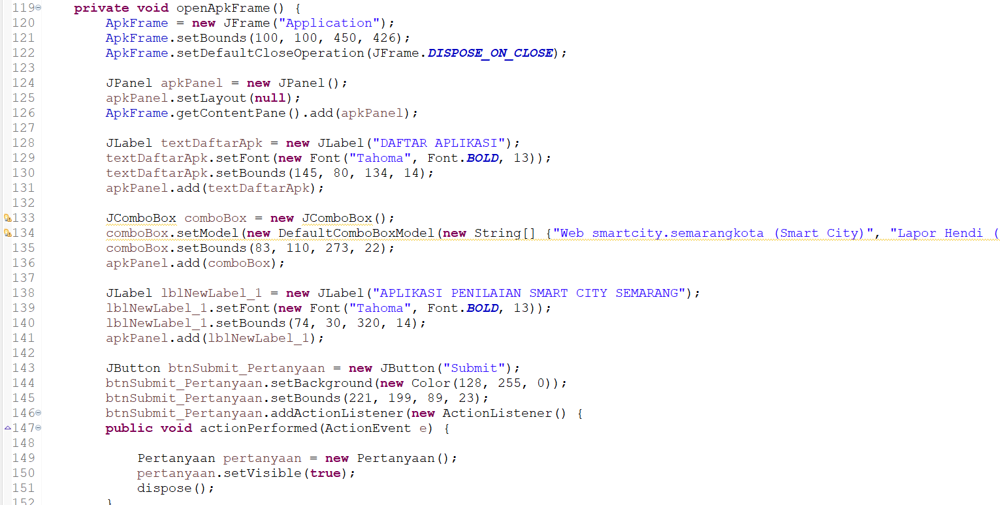 119 private void openApkFrame() {
120 ApkFrame = new JFrame("Application");
121 ApkFrame.setBounds(100, 100, 450, 426);
122 ApkFrame.setDefaultCloseOperation(JFrame.DISPOSE_ON_CLOSE);
123
124 JPanel apkPanel = new JPanel();
125 apkPanel.setLayout(null);
126 ApkFrame.getContentPane().add(apkPanel);
127
128 JLabel textDaftarApk = new JLabel("DAFTAR APLIKASI");
129 textDaftarApk.setFont(new Font("Tahoma", Font.BOLD, 13));
130 textDaftarApk.setBounds(145, 80, 134, 14);
131 apkPanel.add(textDaftarApk);
132
133 JComboBox comboBox = new JComboBox();
134 comboBox.setModel(new DefaultComboBoxModel(new String[] {"Web smartcity.semarangkota (Smart City)", "Lapor Hendi (
135 comboBox.setBounds(83, 110, 273, 22);
136 apkPanel.add(comboBox);
137
138 JLabel lblNewLabel_1 = new JLabel("APLIKASI PENILAIAN SMART CITY SEMARANG");
139 lblNewLabel_1.setFont(new Font("Tahoma", Font.BOLD, 13));
140 lblNewLabel_1.setBounds(74, 30, 320, 14);
141 apkPanel.add(lblNewLabel_1);
142
143 JButton btnSubmit_Pertanyaan = new JButton("Submit");
144 btnSubmit_Pertanyaan.setBackground(new Color(128, 255, 0));
145 btnSubmit_Pertanyaan.setBounds(221, 199, 89, 23);
146 btnSubmit_Pertanyaan.addActionListener(new ActionListener() {
147 public void actionPerformed(ActionEvent e) {
148
149 Pertanyaan pertanyaan = new Pertanyaan();
150 pertanyaan.setVisible(true);
151 dispose();
152 }